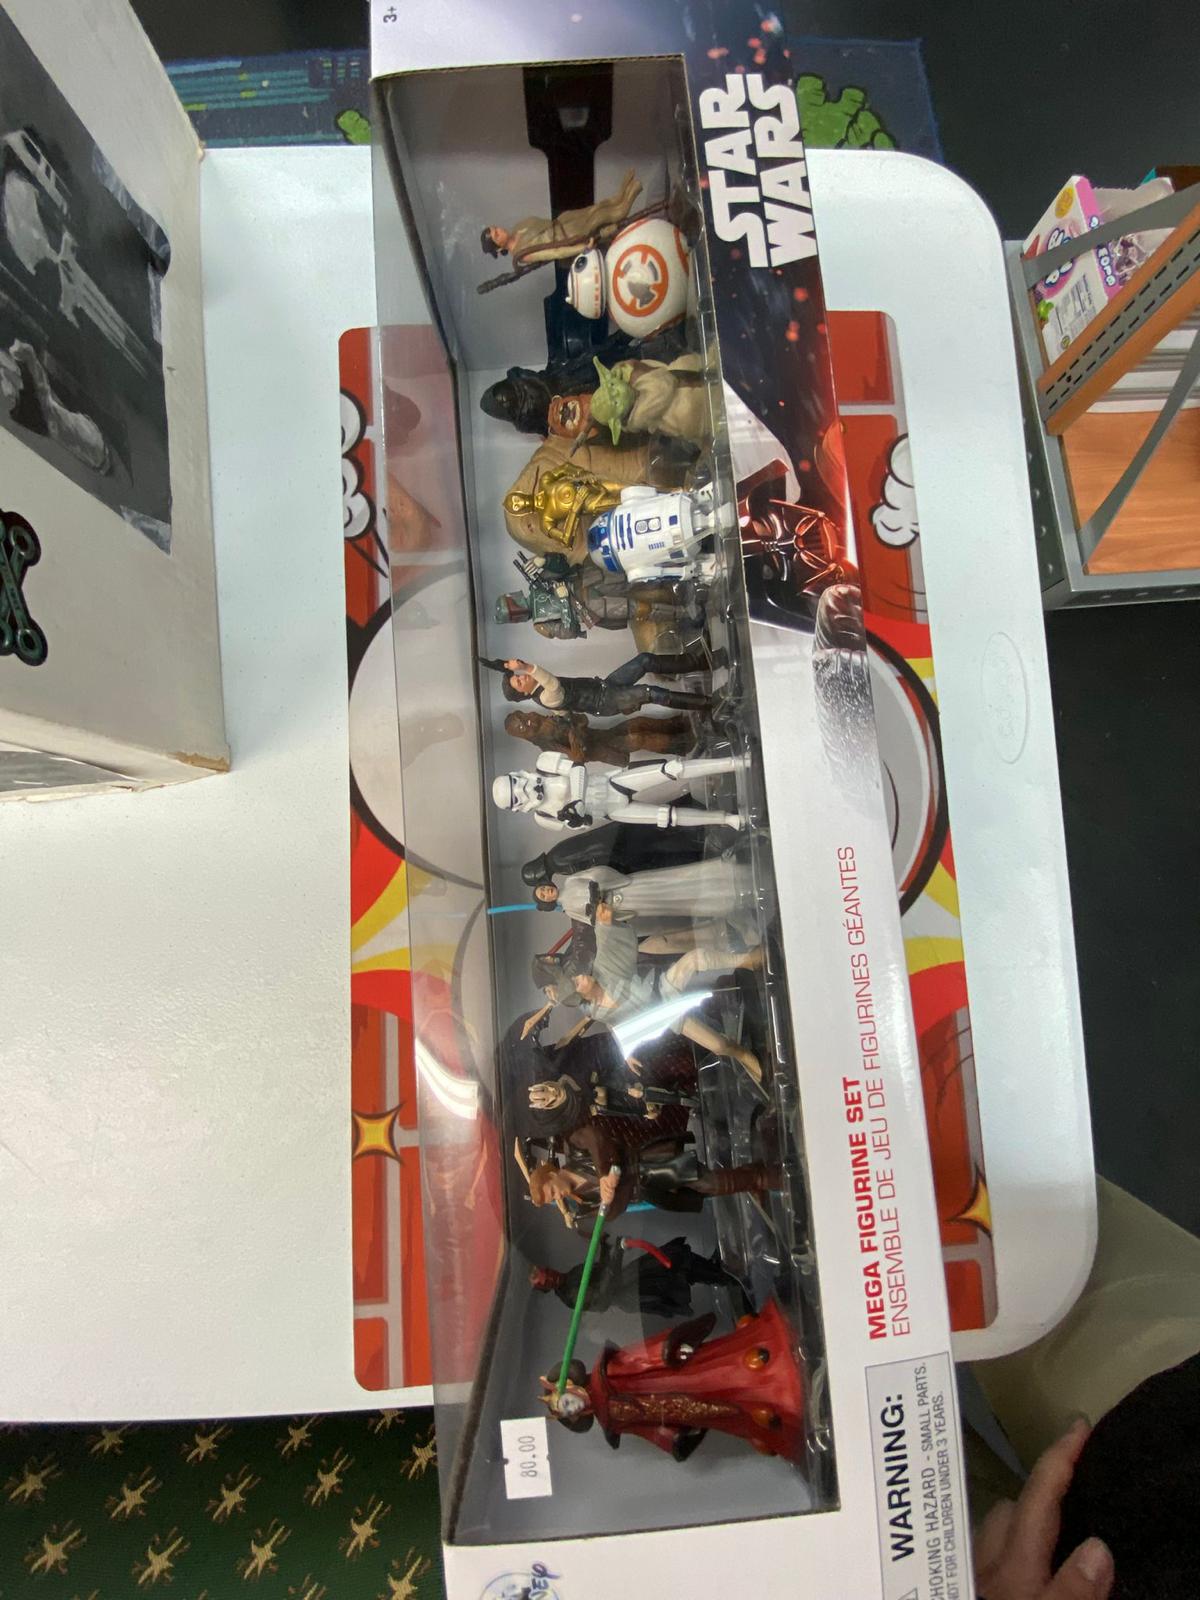 3+
80.00
STAR
WARS
MEGA FIGURINE SET
ENSEMBLE DE JEU DE FIGURINES GÉANTES
WARNING:
CHOKING HAZARD - SMALL PARTS.
NOT FOR CHILDREN UNDER 3 YEARS.